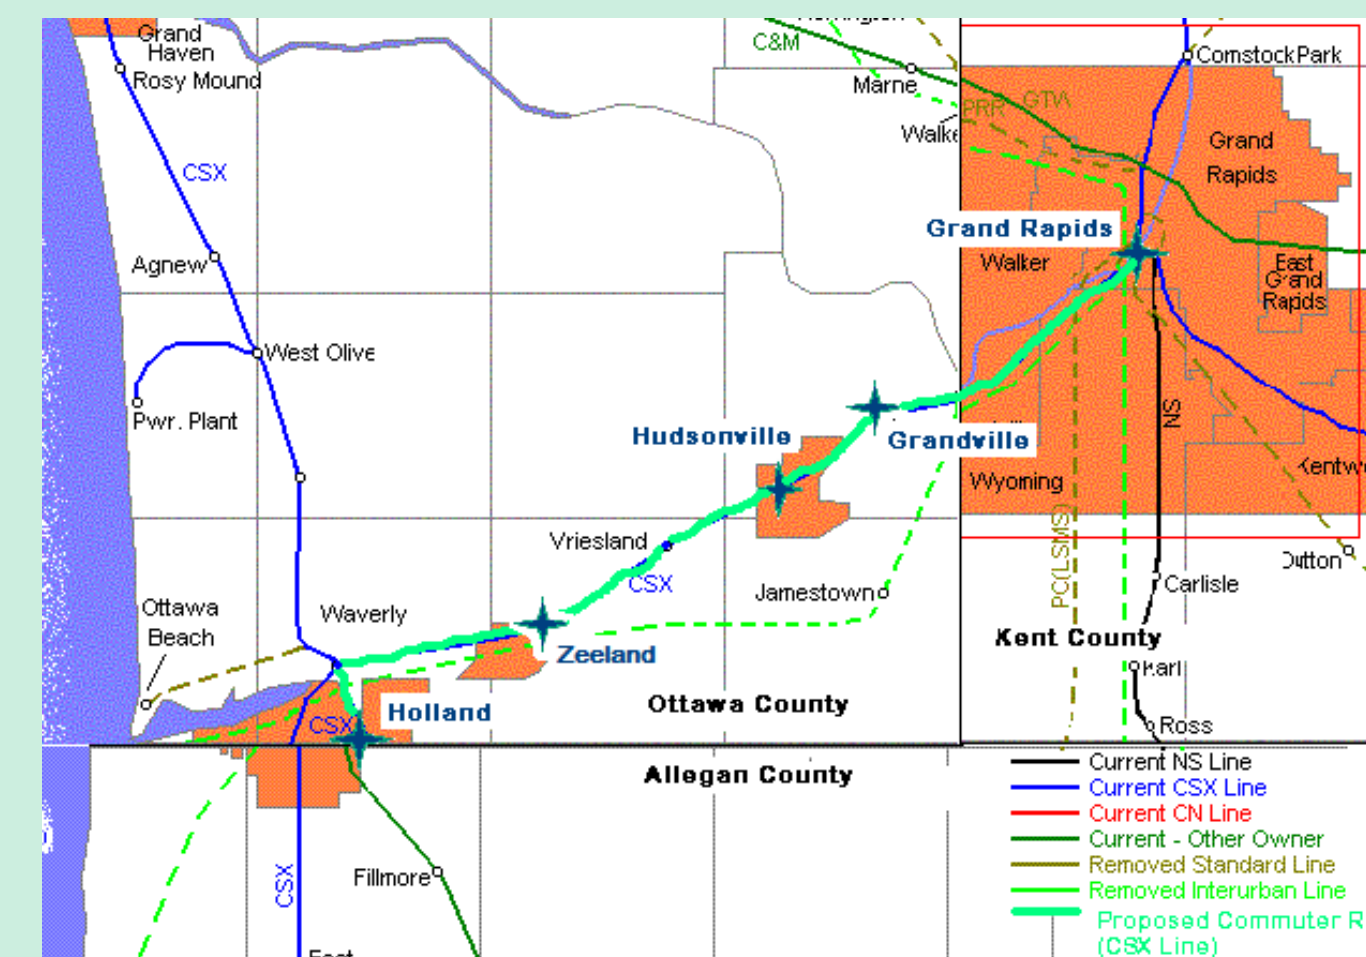 Grand
Haven
Rosy Mound
CSX
Agnew
West Olive
Pwr. Plant
C&M
Marne
PRR
Comstock Park
Grand
Rapids
Grand Rapids
Walker
East
Grand
Rapids
Hudsonville
Grandville
Wyoming
NS
Vriesland
CSX
Jamestown
PC(LSMS)
Carlisle
Ottawa
Beach
Waverly
Zeeland
Kent County
Holland
CSX
Ottawa County
Ross
Allegan County
CSX
Fillmore
Current NS Line
Current CSX Line
Current CN Line
Current - Other Owner
Removed Standard Line
Removed Interurban Line
Proposed Commuter R
(CSX Line)